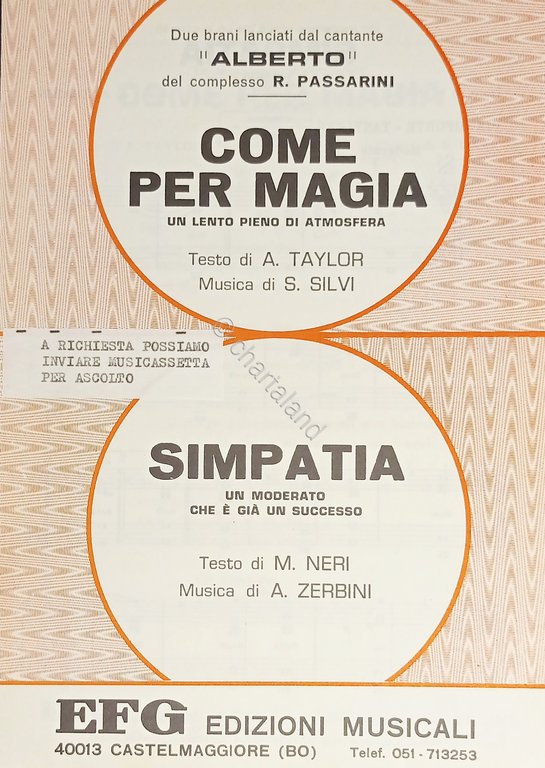 Due brani lanciati dal cantante
"ALBERTO"
del complesso R. PASSARINI
COME
PER MAGIA
UN LENTO PIENO DI ATMOSFERA
Testo di A. TAYLOR
Musica di S. SILVI
A RICHIESTA POSSIAMO
INVIARE MUSICASSETTA
PER ASCOLTO
© chartaland
SIMPATIA
UN MODERATO
CHE È GIÀ UN SUCCESSO
Testo di M. NERI
Musica di A. ZERBINI
EFG EDIZIONI MUSICALI
40013 CASTELMAGGIORE (BO) Telef. 051-713253